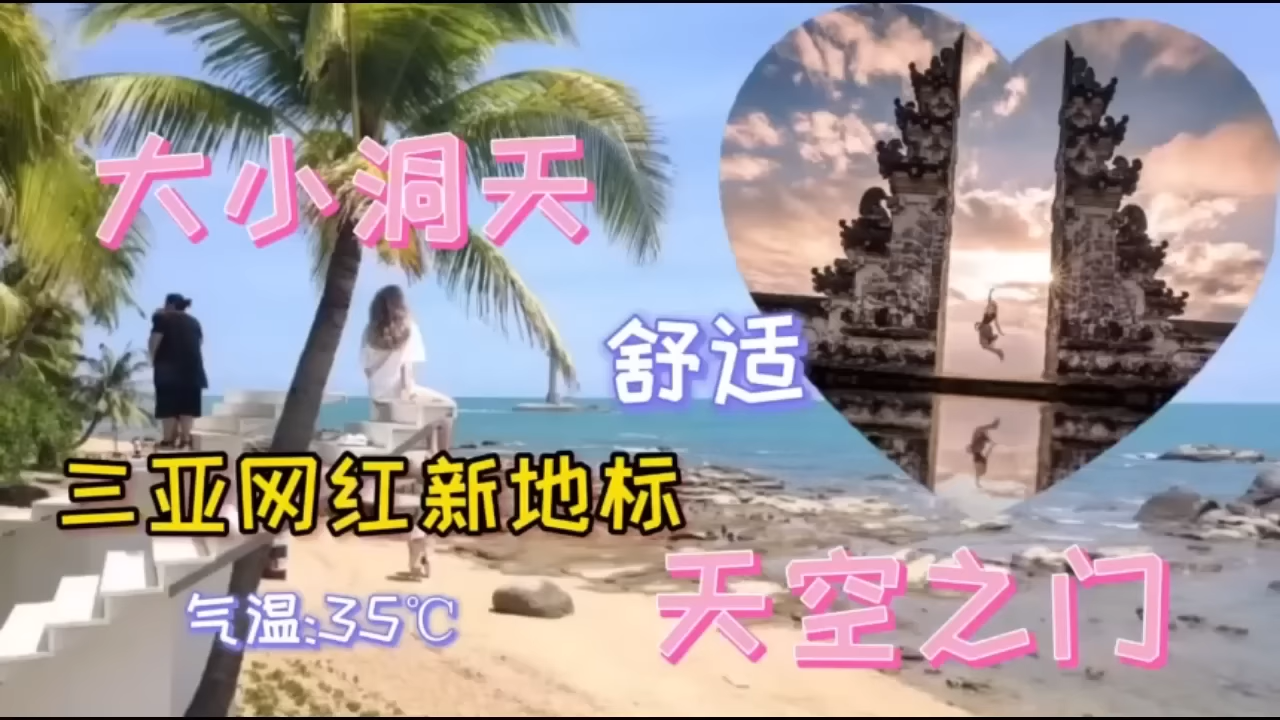 大小洞天
舒适
三亚网红新地标
天空之门
气温:35℃